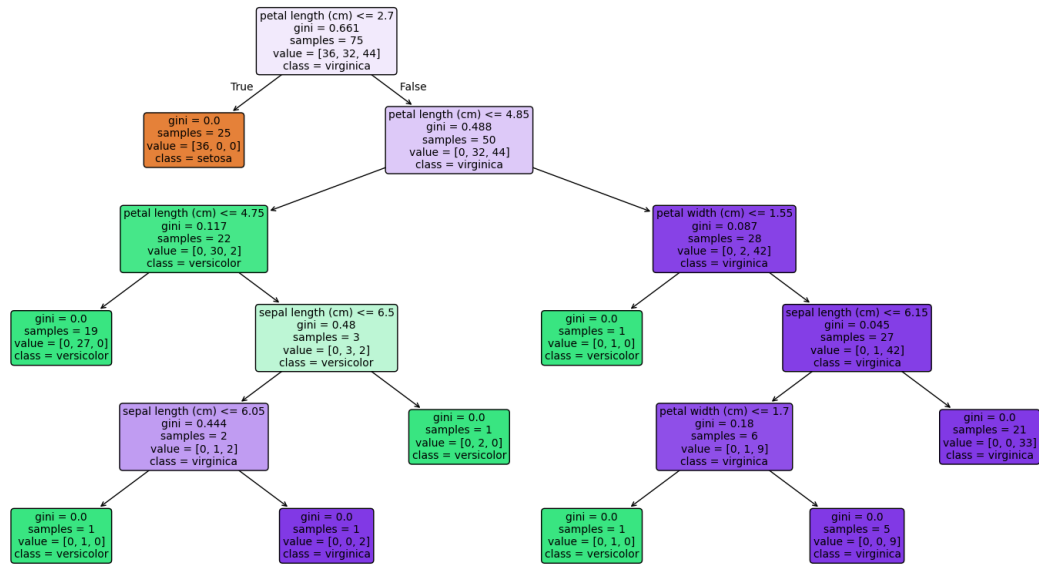 petal length (cm) <= 2.7
gini = 0.661
samples = 75
value = [36, 32, 44]
class = virginica
True
False
gini = 0.0
samples = 25
value = [36, 0, 0]
class = setosa
petal length (cm) <= 4.85
gini = 0.488
samples = 50
value = [0, 32, 44]
class = virginica
petal length (cm) <= 4.75
gini = 0.117
samples = 22
value = [0, 30, 2]
class = versicolor
petal width (cm) <= 1.55
gini = 0.087
samples = 28
value = [0, 2, 42]
class = virginica
gini = 0.0
samples = 19
value = [0, 27, 0]
class = versicolor
sepal length (cm) <= 6.5
gini = 0.48
samples = 3
value = [0, 3, 2]
class = versicolor
gini = 0.0
samples = 1
value = [0, 1, 0]
class = versicolor
sepal length (cm) <= 6.15
gini = 0.045
samples = 27
value = [0, 1, 42]
class = virginica
sepal length (cm) <= 6.05
gini = 0.444
samples = 2
value = [0, 1, 2]
class = virginica
gini = 0.0
samples = 1
value = [0, 2, 0]
class = versicolor
petal width (cm) <= 1.7
gini = 0.18
samples = 6
value = [0, 1, 9]
class = virginica
gini = 0.0
samples = 21
value = [0, 0, 33]
class = virginica
gini = 0.0
samples = 1
value = [0, 1, 0]
class = versicolor
gini = 0.0
samples = 1
value = [0, 0, 2]
class = virginica
gini = 0.0
samples = 1
value = [0, 1, 0]
class = versicolor
gini = 0.0
samples = 5
value = [0, 0, 9]
class = virginica